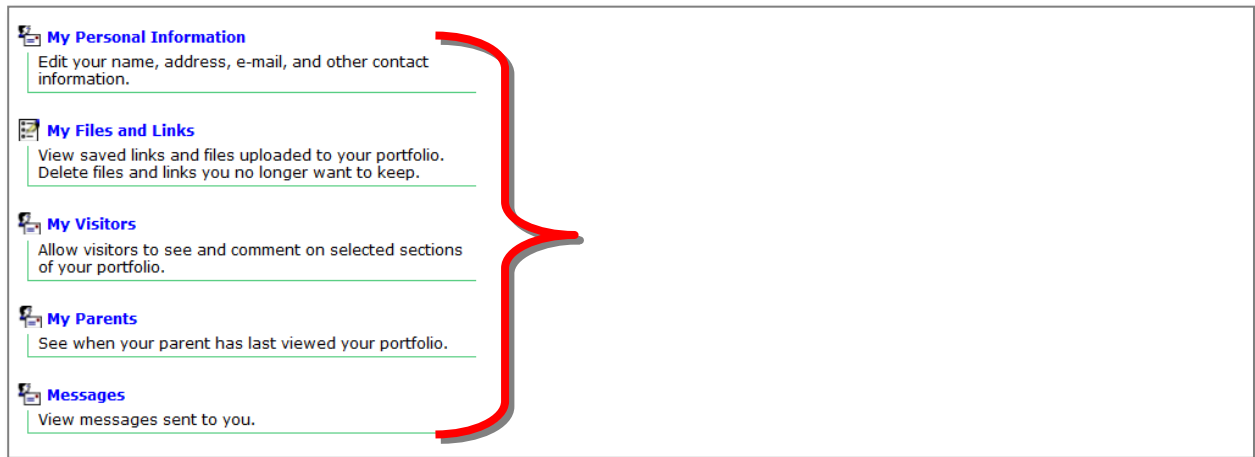 My Personal Information
Edit your name, address, e-mail, and other contact
information.
My Files and Links
View saved links and files uploaded to your portfolio.
Delete files and links you no longer want to keep.
My Visitors
Allow visitors to see and comment on selected sections
of your portfolio.
My Parents
See when your parent has last viewed your portfolio.
Messages
View messages sent to you.